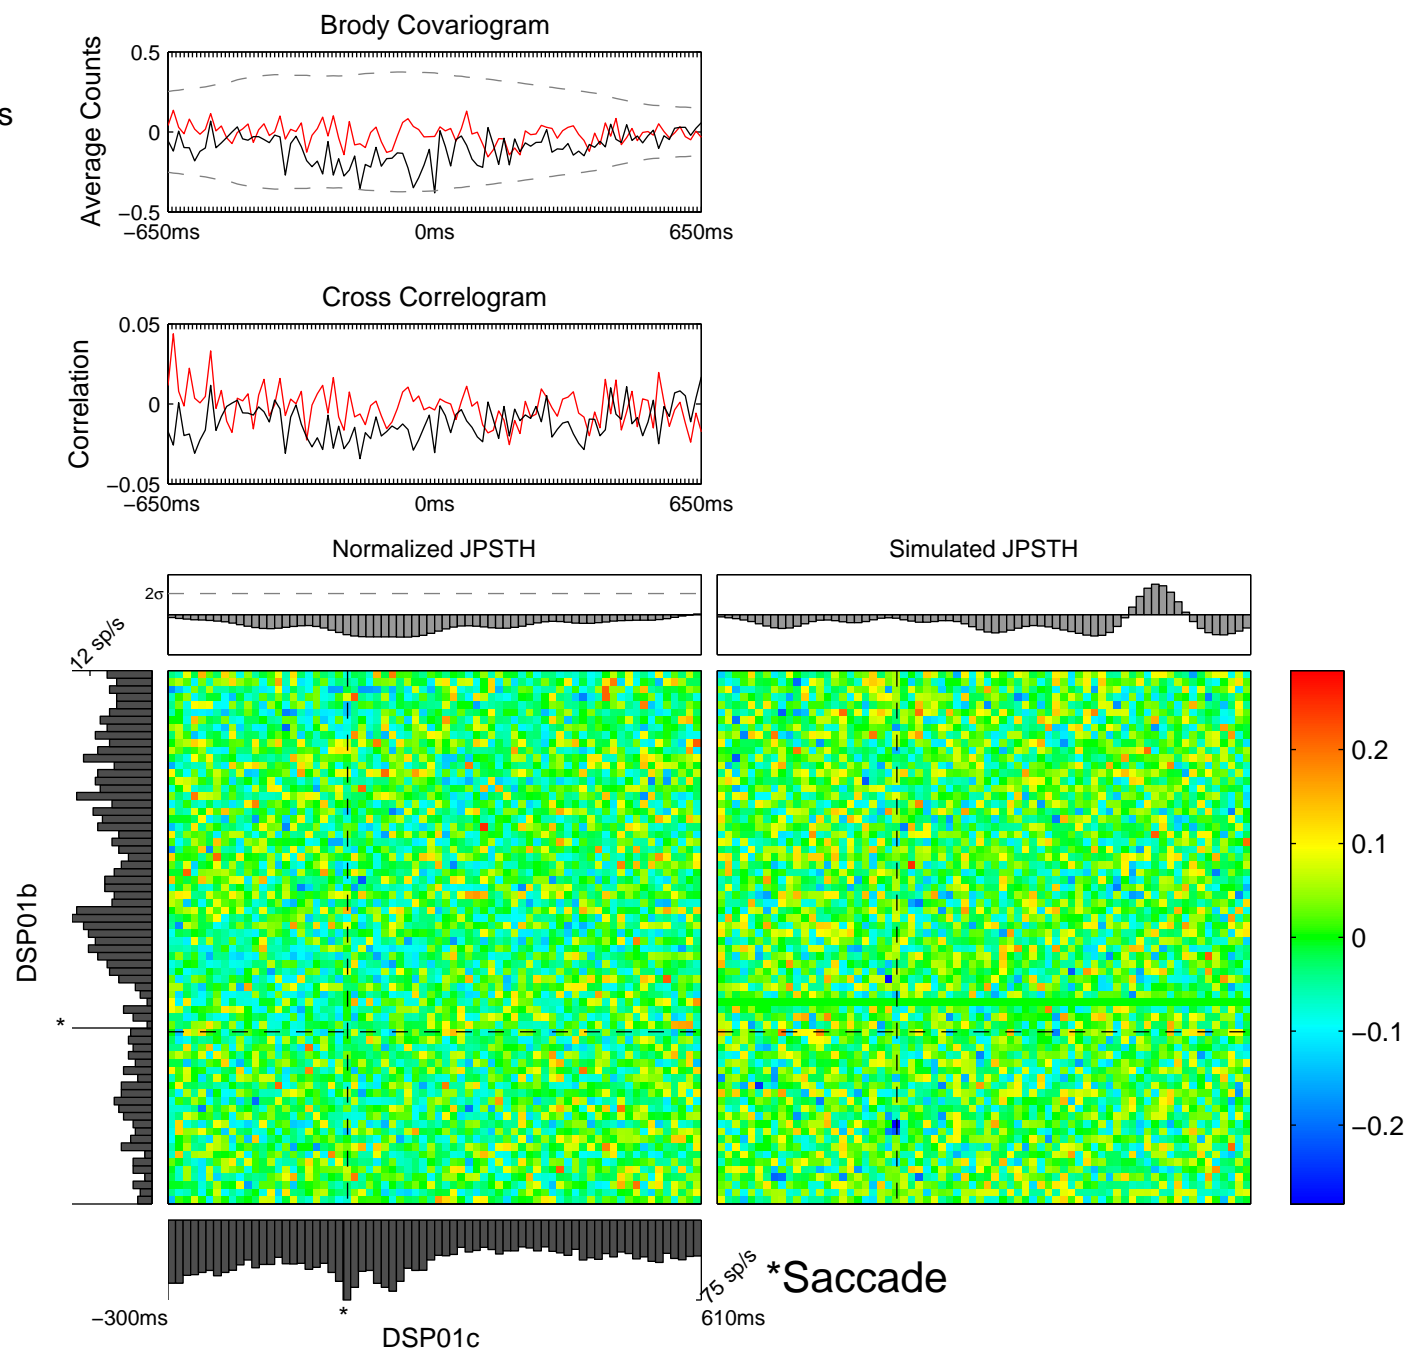 Brody Covariogram
s
Average Counts
0.5
0
−0.5
−650ms
0ms
650ms
Cross Correlogram
Correlation
0.05
0
−0.05
−650ms
0ms
650ms
Normalized JPSTH
Simulated JPSTH
2σ
12 sp/s
DSP01b
*
0.2
0.1
0
−0.1
−0.2
75 sp/s
*Saccade
*
−300ms
610ms
DSP01c